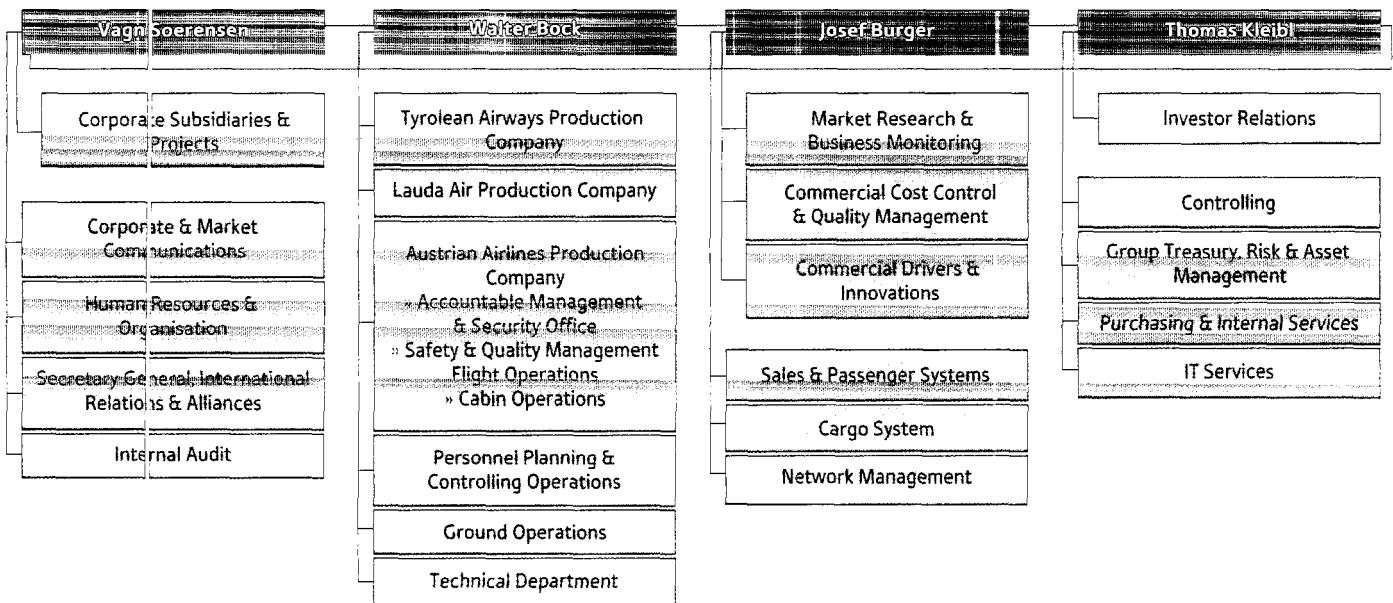 Vagn Soerensen
Corporate Subsidiaries &
Projects
Corporate & Market
Communications
Human Resources &
Organisation
Secretary General, International
Relations & Alliances
Internal Audit
Walter Bock
Tyrolean Airways Production
Company
Lauda Air Production Company
Austrian Airlines Production
Company
» Accountable Management
& Security Office
» Safety & Quality Management
Flight Operations
» Cabin Operations
Personnel Planning &
Controlling Operations
Ground Operations
Technical Department
Josef Burger
Market Research &
Business Monitoring
Commercial Cost Control
& Quality Management
Commercial Drivers &
Innovations
Sales & Passenger Systems
Cargo System
Network Management
Thomas Kleibl
Investor Relations
Controlling
Group Treasury, Risk & Asset
Management
Purchasing & Internal Services
IT Services